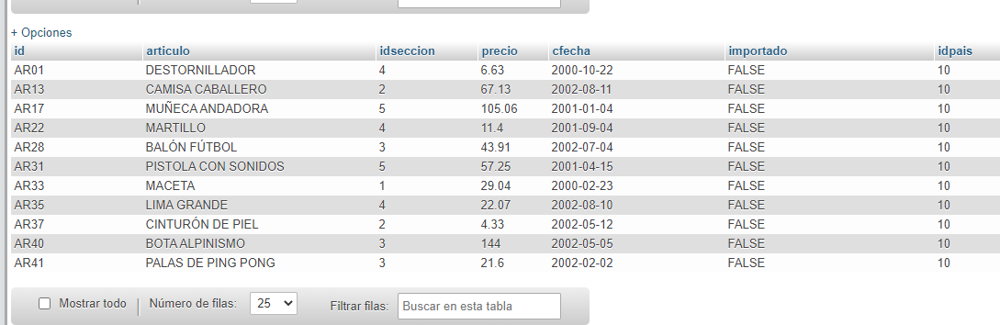 + Opciones
id articulo idseccion precio cfecha importado idpais
AR01 DESTORNILLADOR 4 6.63 2000-10-22 FALSE 10
AR13 CAMISA CABALLERO 2 67.13 2002-08-11 FALSE 10
AR17 MUÑECA ANDADORA 5 105.06 2001-01-04 FALSE 10
AR22 MARTILLO 4 11.4 2001-09-04 FALSE 10
AR28 BALÓN FÚTBOL 3 43.91 2002-07-04 FALSE 10
AR31 PISTOLA CON SONIDOS 5 57.25 2001-04-15 FALSE 10
AR33 MACETA 1 29.04 2000-02-23 FALSE 10
AR35 LIMA GRANDE 4 22.07 2002-08-10 FALSE 10
AR37 CINTURÓN DE PIEL 2 4.33 2002-05-12 FALSE 10
AR40 BOTA ALPINISMO 3 144 2002-05-05 FALSE 10
AR41 PALAS DE PING PONG 3 21.6 2002-02-02 FALSE 10
Mostrar todo Número de filas: 25 Filtrar filas: Buscar en esta tabla